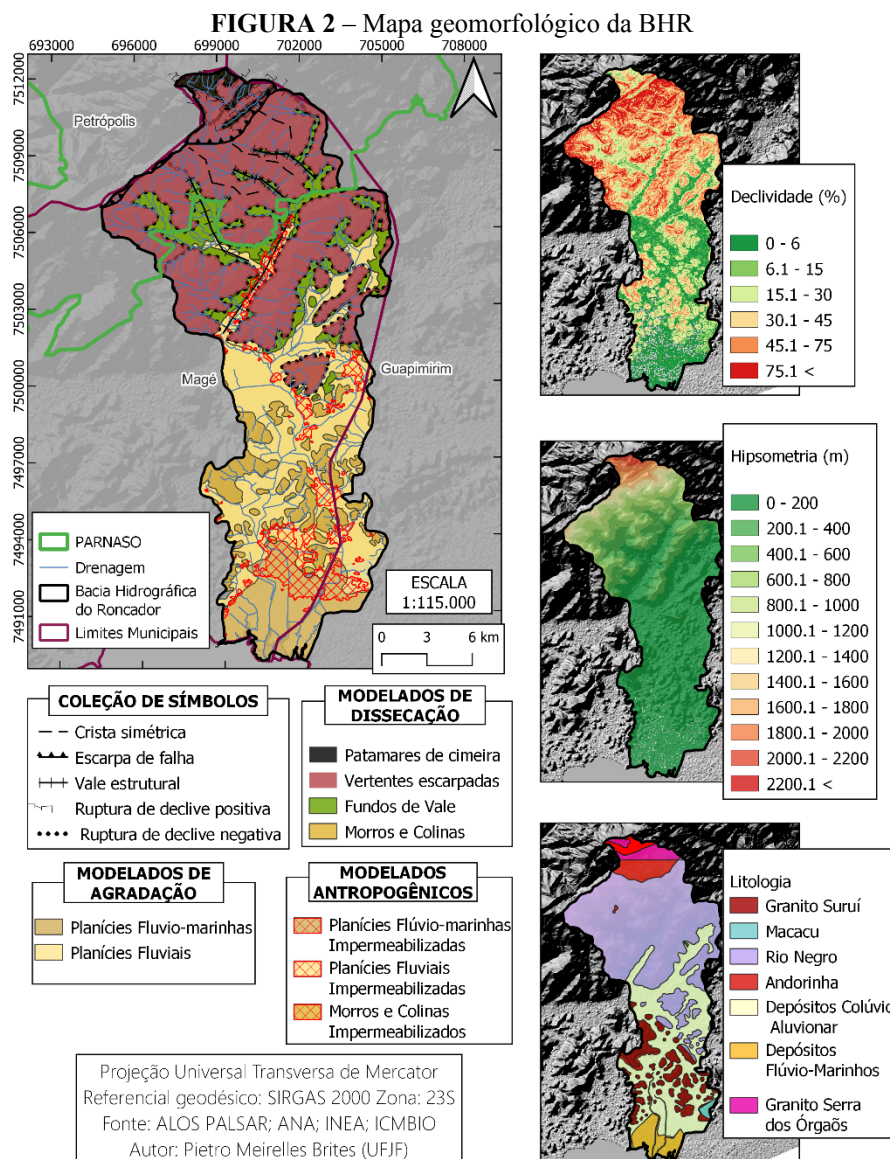 FIGURA 2 – Mapa geomorfológico da BHR
693000 696000 699000 702000 705000 708000
7512000
7509000
7506000
7503000
7500000
7497000
7494000
7491000
Petrópolis
Magé
Guapimirim
PARNASO
Drenagem
Bacia Hidrográfica
do Roncador
Limites Municipais
ESCALA
1:115.000
0 3 6 km
COLEÇÃO DE SÍMBOLOS
Crista simétrica
Escarpa de falha
Vale estrutural
Ruptura de declive positiva
Ruptura de declive negativa
MODELADOS DE
DISSECAÇÃO
Patamares de cimeira
Vertentes escarpadas
Fundos de Vale
Morros e Colinas
MODELADOS DE
AGRADAÇÃO
Planícies Fluvio-marinhas
Planícies Fluviais
MODELADOS
ANTROPOGÊNICOS
Planícies Flúvio-marinhas
Impermeabilizadas
Planícies Fluviais
Impermeabilizadas
Morros e Colinas
Impermeabilizados
Projeção Universal Transversa de Mercator
Referencial geodésico: SIRGAS 2000 Zona: 23S
Fonte: ALOS PALSAR; ANA; INEA; ICMBIO
Autor: Pietro Meirelles Brites (UFJF)
Declividade (%)
0 - 6
6.1 - 15
15.1 - 30
30.1 - 45
45.1 - 75
75.1 <
Hipsometria (m)
0 - 200
200.1 - 400
400.1 - 600
600.1 - 800
800.1 - 1000
1000.1 - 1200
1200.1 - 1400
1400.1 - 1600
1600.1 - 1800
1800.1 - 2000
2000.1 - 2200
2200.1 <
Litologia
Granito Suruí
Macacu
Rio Negro
Andorinha
Depósitos Colúvio
Aluvionar
Depósitos
Flúvio-Marinhos
Granito Serra
dos Órgaõs